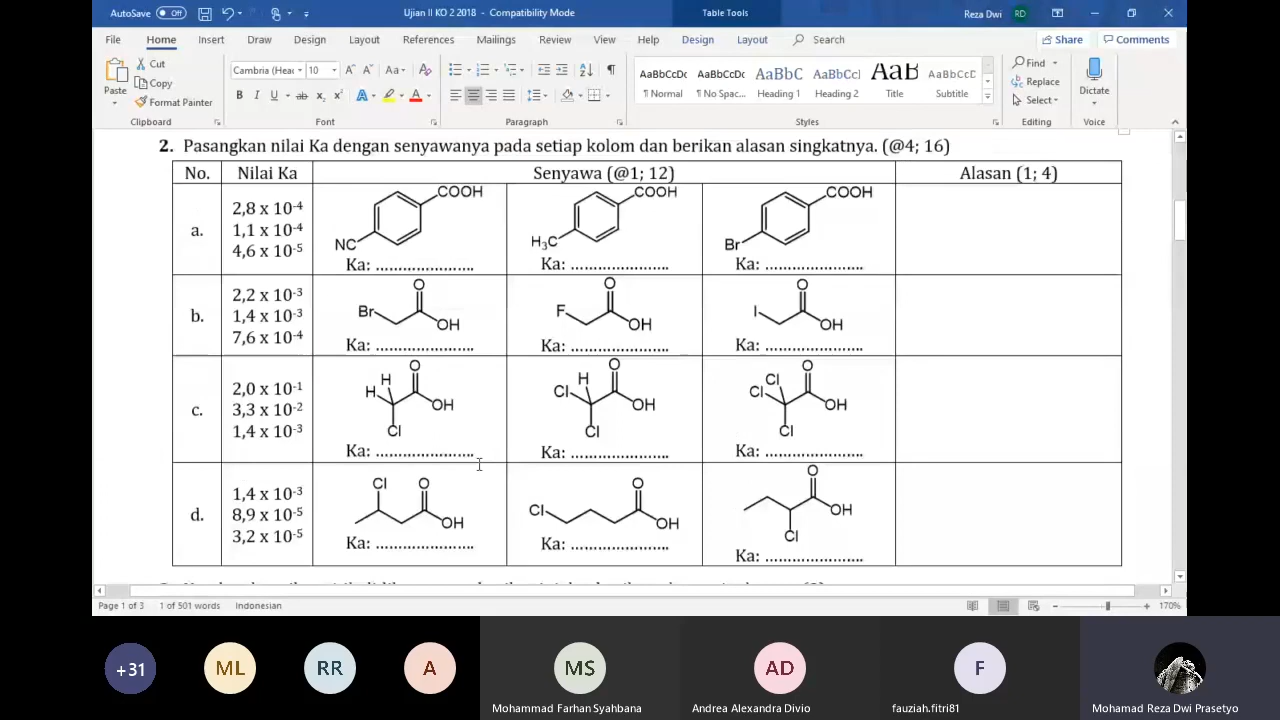 AutoSave Off
Ujian II KO 2 2018 - Compatibility Mode
Table Tools
Reza Dwi RD
File Home Insert Draw Design Layout References Mailings Review View Help Design Layout Search Share Comments
Paste
Cut
Copy
Format Painter
Cambria (Hea 10
B I U ab x₂ x²
AaBbCcDc AaBbCcDc AaBbC AaBbCcl AaB AaBbCcD
¶ Normal ¶ No Spac... Heading 1 Heading 2 Title Subtitle
Find
Replace
Select
Dictate
Clipboard Font Paragraph Styles Editing Voice
2. Pasangkan nilai Ka dengan senyawanya pada setiap kolom dan berikan alasan singkatnya. (@4; 16)
No. Nilai Ka Senyawa (@1; 12) Alasan (1; 4)
a.
2,8 x 10⁻⁴
1,1 x 10⁻⁴
4,6 x 10⁻⁵
COOH
NC
Ka: ......................
COOH
H₃C
Ka: ......................
COOH
Br
Ka: ......................
b.
2,2 x 10⁻³
1,4 x 10⁻³
7,6 x 10⁻⁴
O
Br
OH
Ka: ......................
O
F
OH
Ka: ......................
O
I
OH
Ka: ......................
c.
2,0 x 10⁻¹
3,3 x 10⁻²
1,4 x 10⁻³
O
H
H
OH
Cl
Ka: ......................
O
H
Cl
OH
Cl
Ka: ......................
O
Cl
Cl
OH
Cl
Ka: ......................
d.
1,4 x 10⁻³
8,9 x 10⁻⁵
3,2 x 10⁻⁵
Cl O
OH
Ka: ......................
O
Cl
OH
Ka: ......................
O
OH
Cl
Ka: ......................
Page 1 of 3 1 of 501 words Indonesian 170%
+31 ML RR A MS AD F
Mohammad Farhan Syahbana Andrea Alexandra Divio fauziah.fitri81 Mohamad Reza Dwi Prasetyo